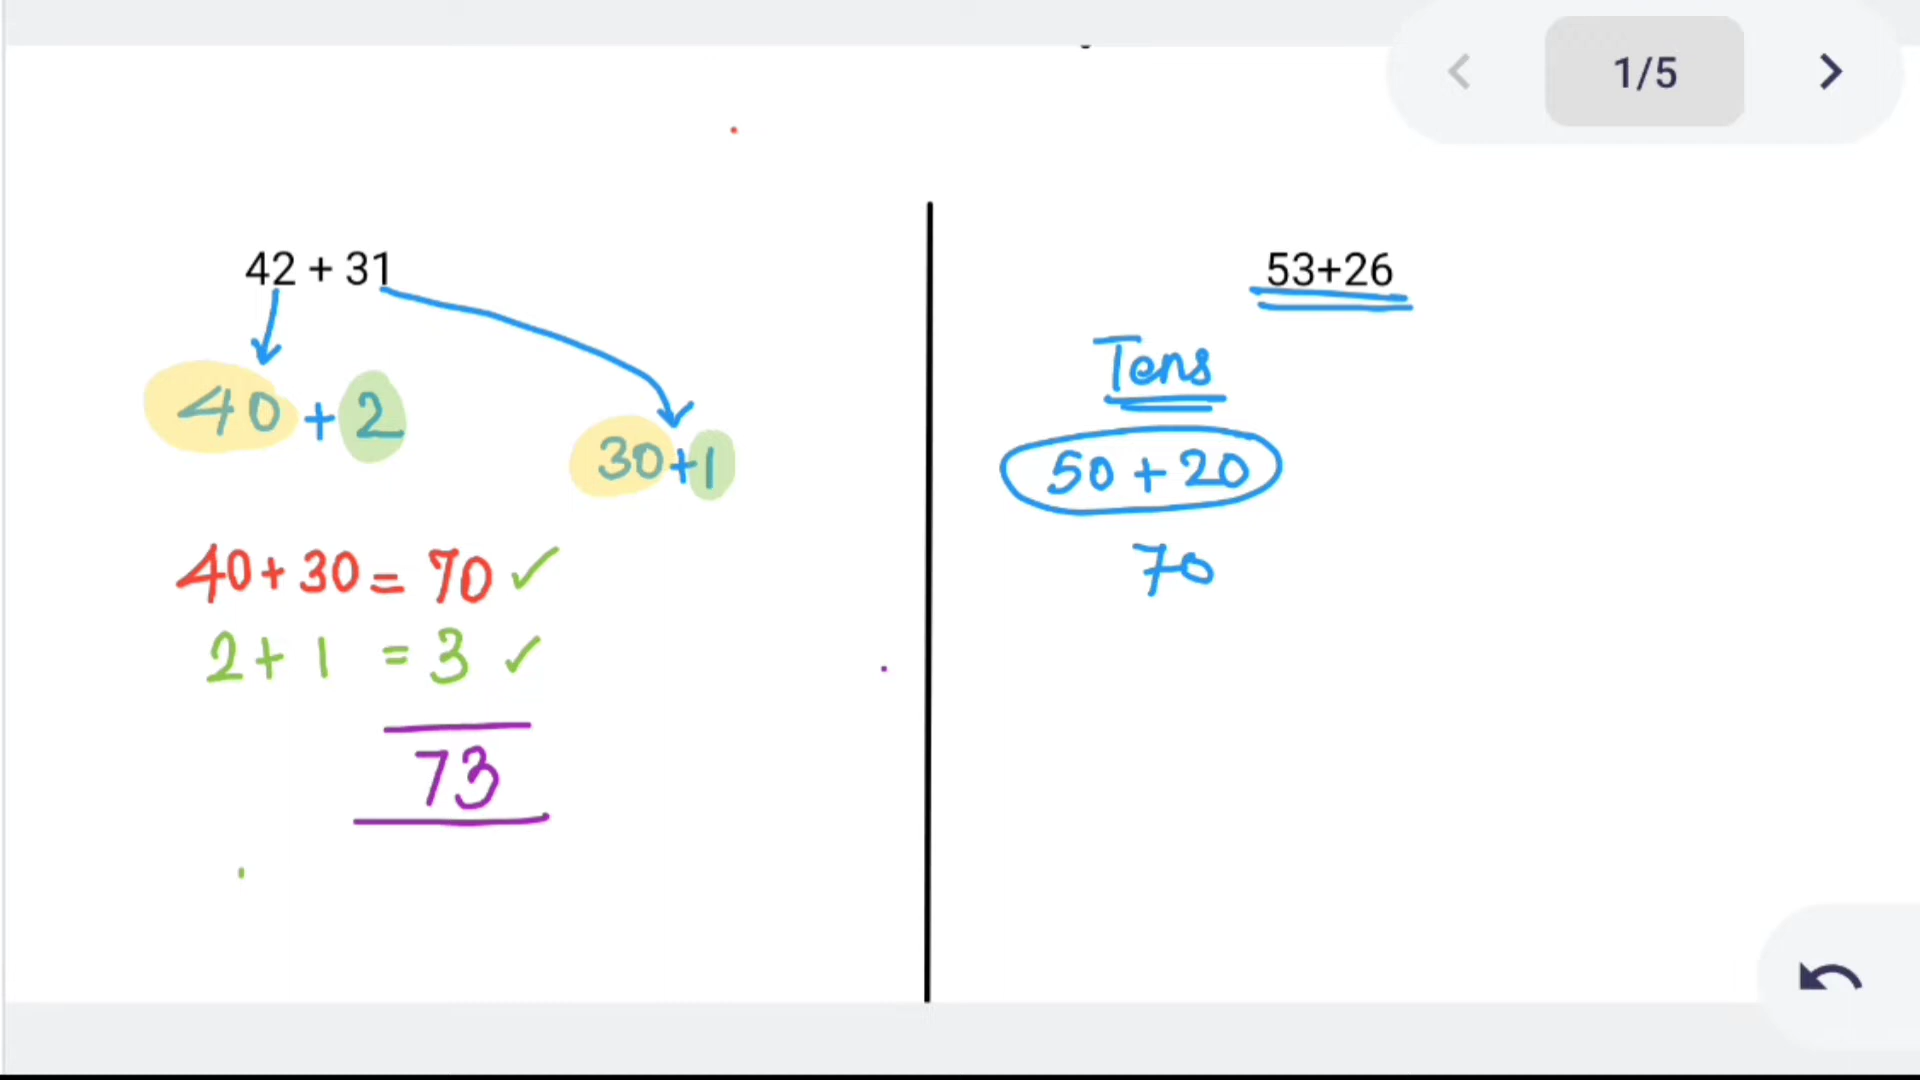 1/5
42 + 31
40 + 2
30+1
40+30 = 70 ✓
2+ 1 = 3 ✓
73
53+26
Tens
50 + 20
70